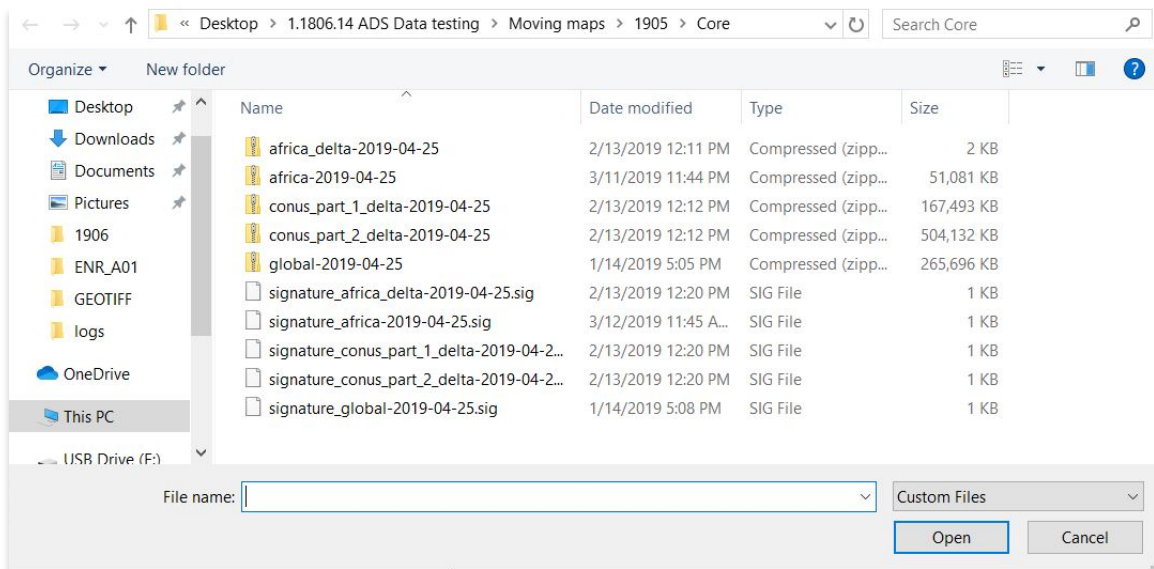 « Desktop > 1.1806.14 ADS Data testing > Moving maps > 1905 > Core Search Core
Organize New folder
Desktop Name Date modified Type Size
Downloads africa_delta-2019-04-25 2/13/2019 12:11 PM Compressed (zipp... 2 KB
Documents africa-2019-04-25 3/11/2019 11:44 PM Compressed (zipp... 51,081 KB
Pictures conus_part_1_delta-2019-04-25 2/13/2019 12:12 PM Compressed (zipp... 167,493 KB
1906 conus_part_2_delta-2019-04-25 2/13/2019 12:12 PM Compressed (zipp... 504,132 KB
ENR_A01 global-2019-04-25 1/14/2019 5:05 PM Compressed (zipp... 265,696 KB
GEOTIFF signature_africa_delta-2019-04-25.sig 2/13/2019 12:20 PM SIG File 1 KB
logs signature_africa-2019-04-25.sig 3/12/2019 11:45 A... SIG File 1 KB
signature_conus_part_1_delta-2019-04-2... 2/13/2019 12:20 PM SIG File 1 KB
OneDrive signature_conus_part_2_delta-2019-04-2... 2/13/2019 12:20 PM SIG File 1 KB
This PC signature_global-2019-04-25.sig 1/14/2019 5:08 PM SIG File 1 KB
USB Drive (F:)
File name: Custom Files
Open Cancel